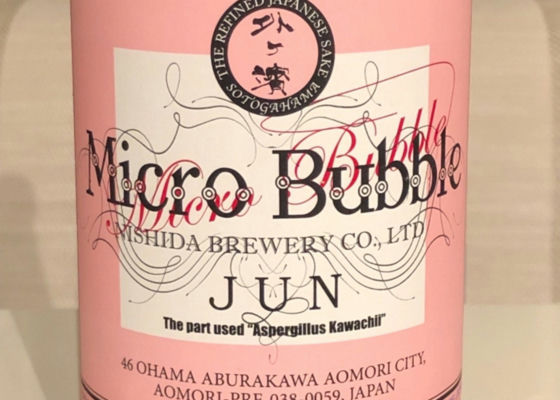 THE REFINED JAPANESE SAKE
外ヶ濱
SOTOGAHAMA
Micro Bubble
Micro Bubble
NISHIDA BREWERY CO., LTD
JUN
The part used "Aspergillus Kawachii"
46 OHAMA ABURAKAWA AOMORI CITY,
AOMORI-PRE 038-0059, JAPAN